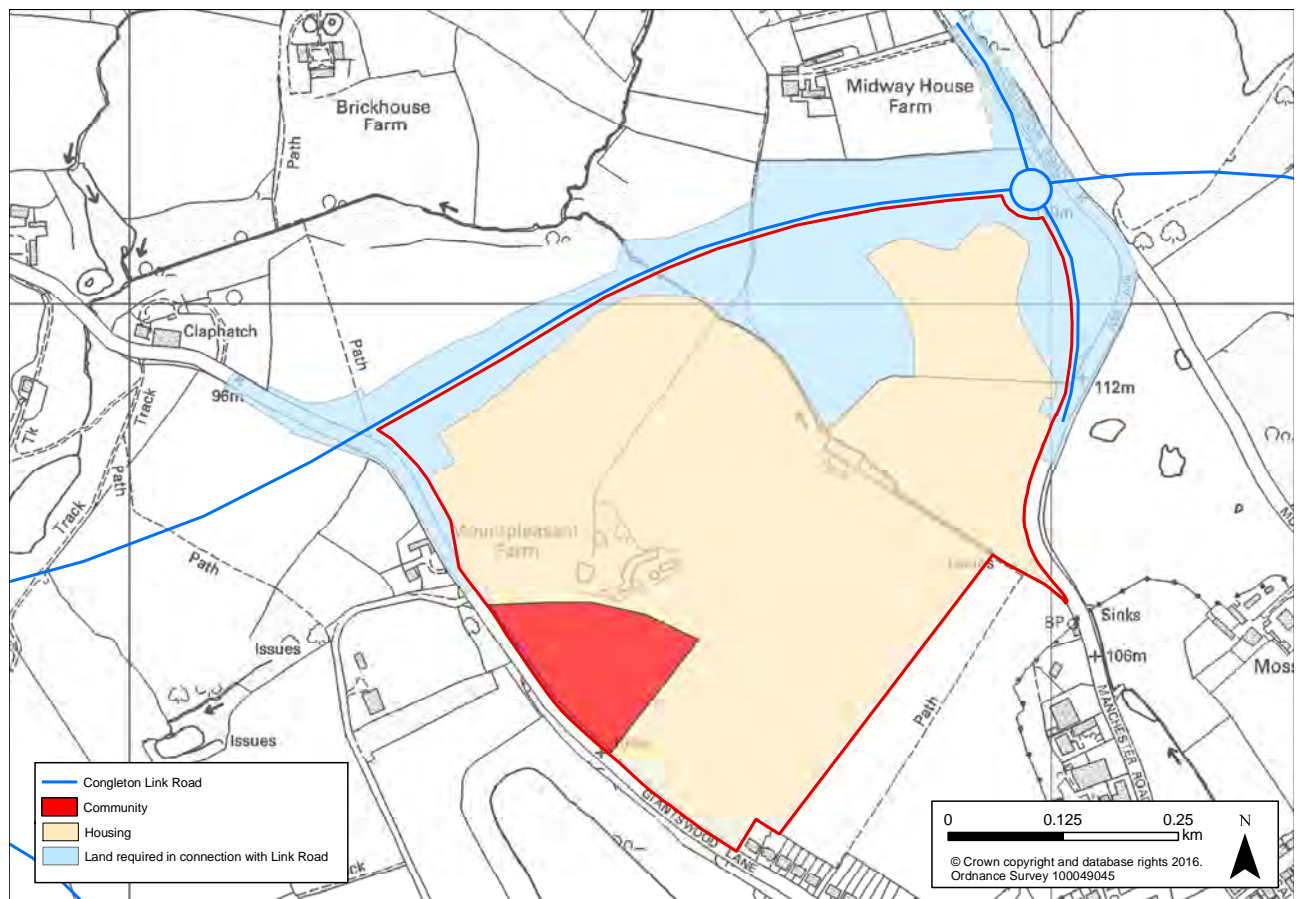 Brickhouse
Farm
Midway House
Farm
Path
Claphatch
96m
Path
112m
Track
Tk
Path
Track
Path
Mountpleasant
Farm
Issues
Issues
Sinks
BP
106m
Moss
MANCHESTER ROAD
Path
GIANTSWOOD LANE
Track
Congleton Link Road
Community
Housing
Land required in connection with Link Road
0 0.125 0.25
km
N
© Crown copyright and database rights 2016.
Ordnance Survey 100049045